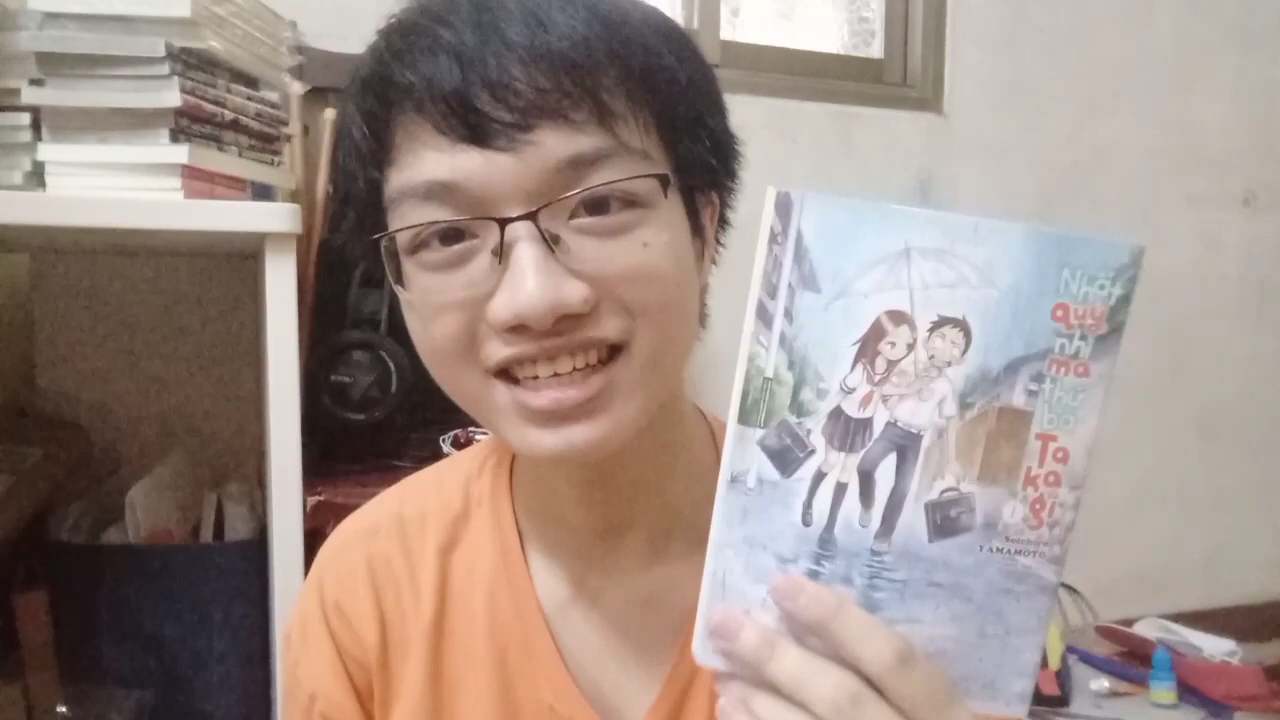 Nhất
quỷ
nhì
ma
thứ
ba
Ta
ka
gi
1
Soichiro
YAMAMOTO